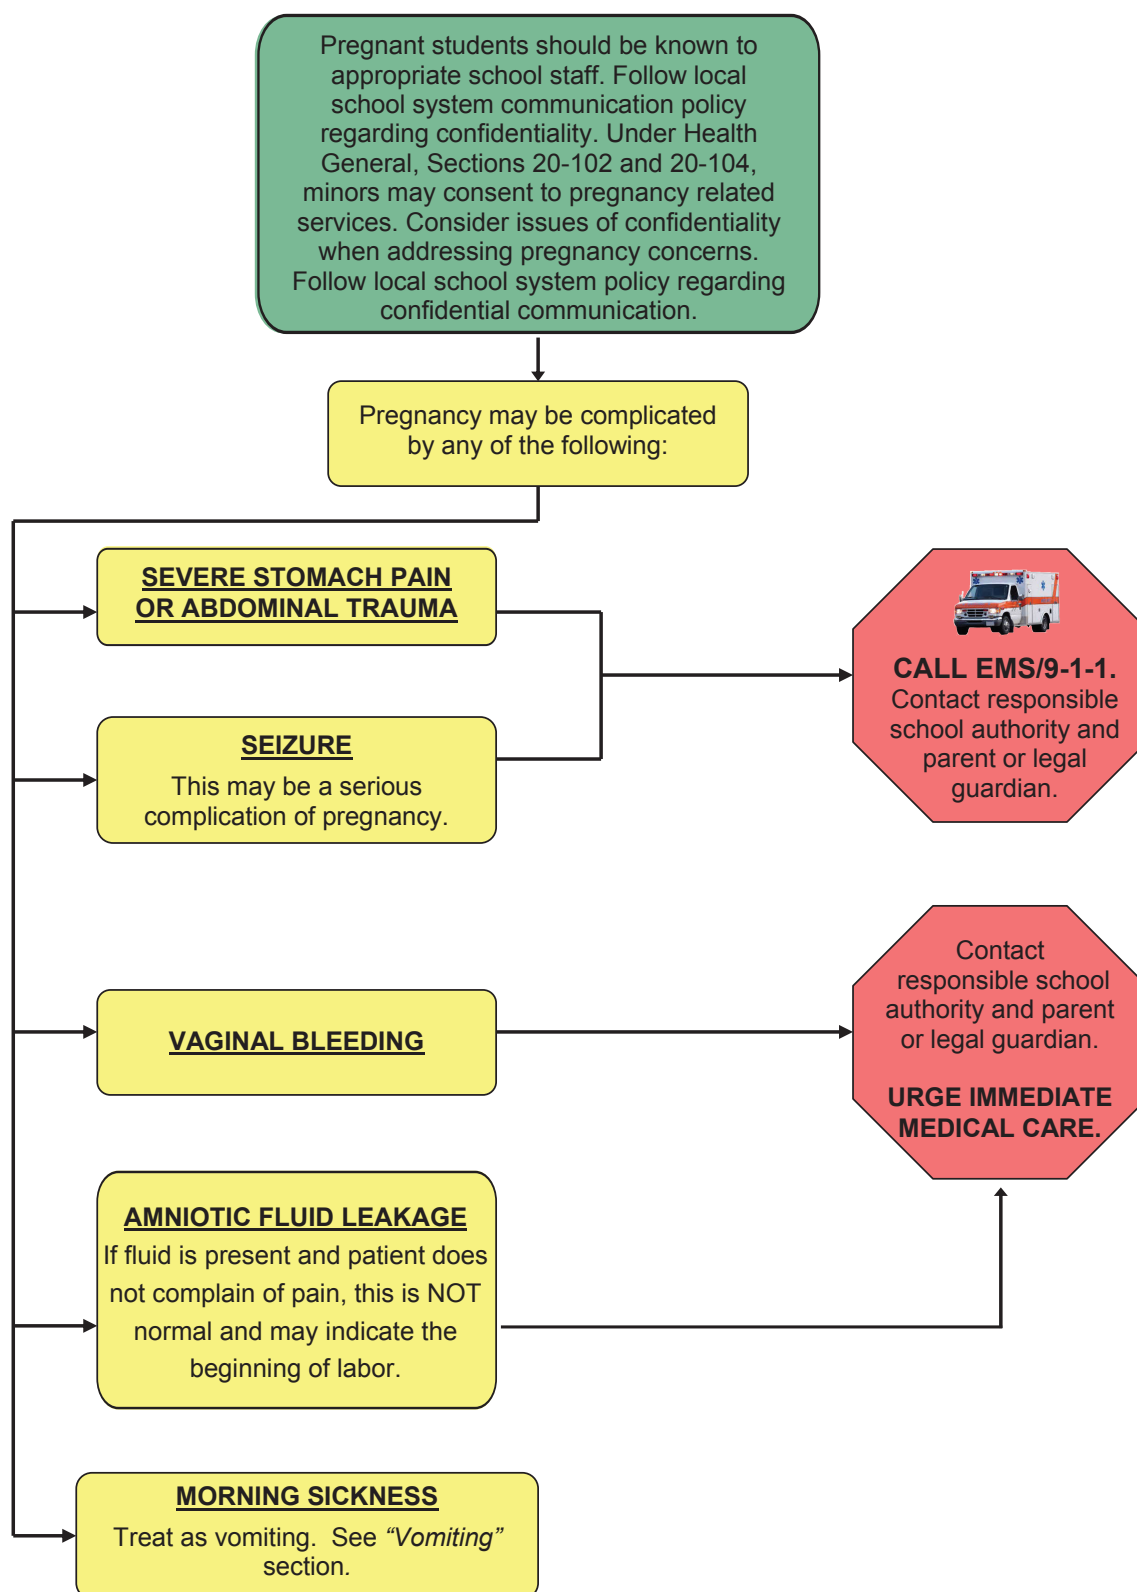 Pregnant students should be known to
appropriate school staff. Follow local
school system communication policy
regarding confidentiality. Under Health
General, Sections 20-102 and 20-104,
minors may consent to pregnancy related
services. Consider issues of confidentiality
when addressing pregnancy concerns.
Follow local school system policy regarding
confidential communication.
Pregnancy may be complicated
by any of the following:
SEVERE STOMACH PAIN
OR ABDOMINAL TRAUMA
CALL EMS/9-1-1.
Contact responsible
school authority and
parent or legal
guardian.
SEIZURE
This may be a serious
complication of pregnancy.
VAGINAL BLEEDING
Contact
responsible school
authority and parent
or legal guardian.
URGE IMMEDIATE
MEDICAL CARE.
AMNIOTIC FLUID LEAKAGE
If fluid is present and patient does
not complain of pain, this is NOT
normal and may indicate the
beginning of labor.
MORNING SICKNESS
Treat as vomiting.  See “Vomiting”
section.